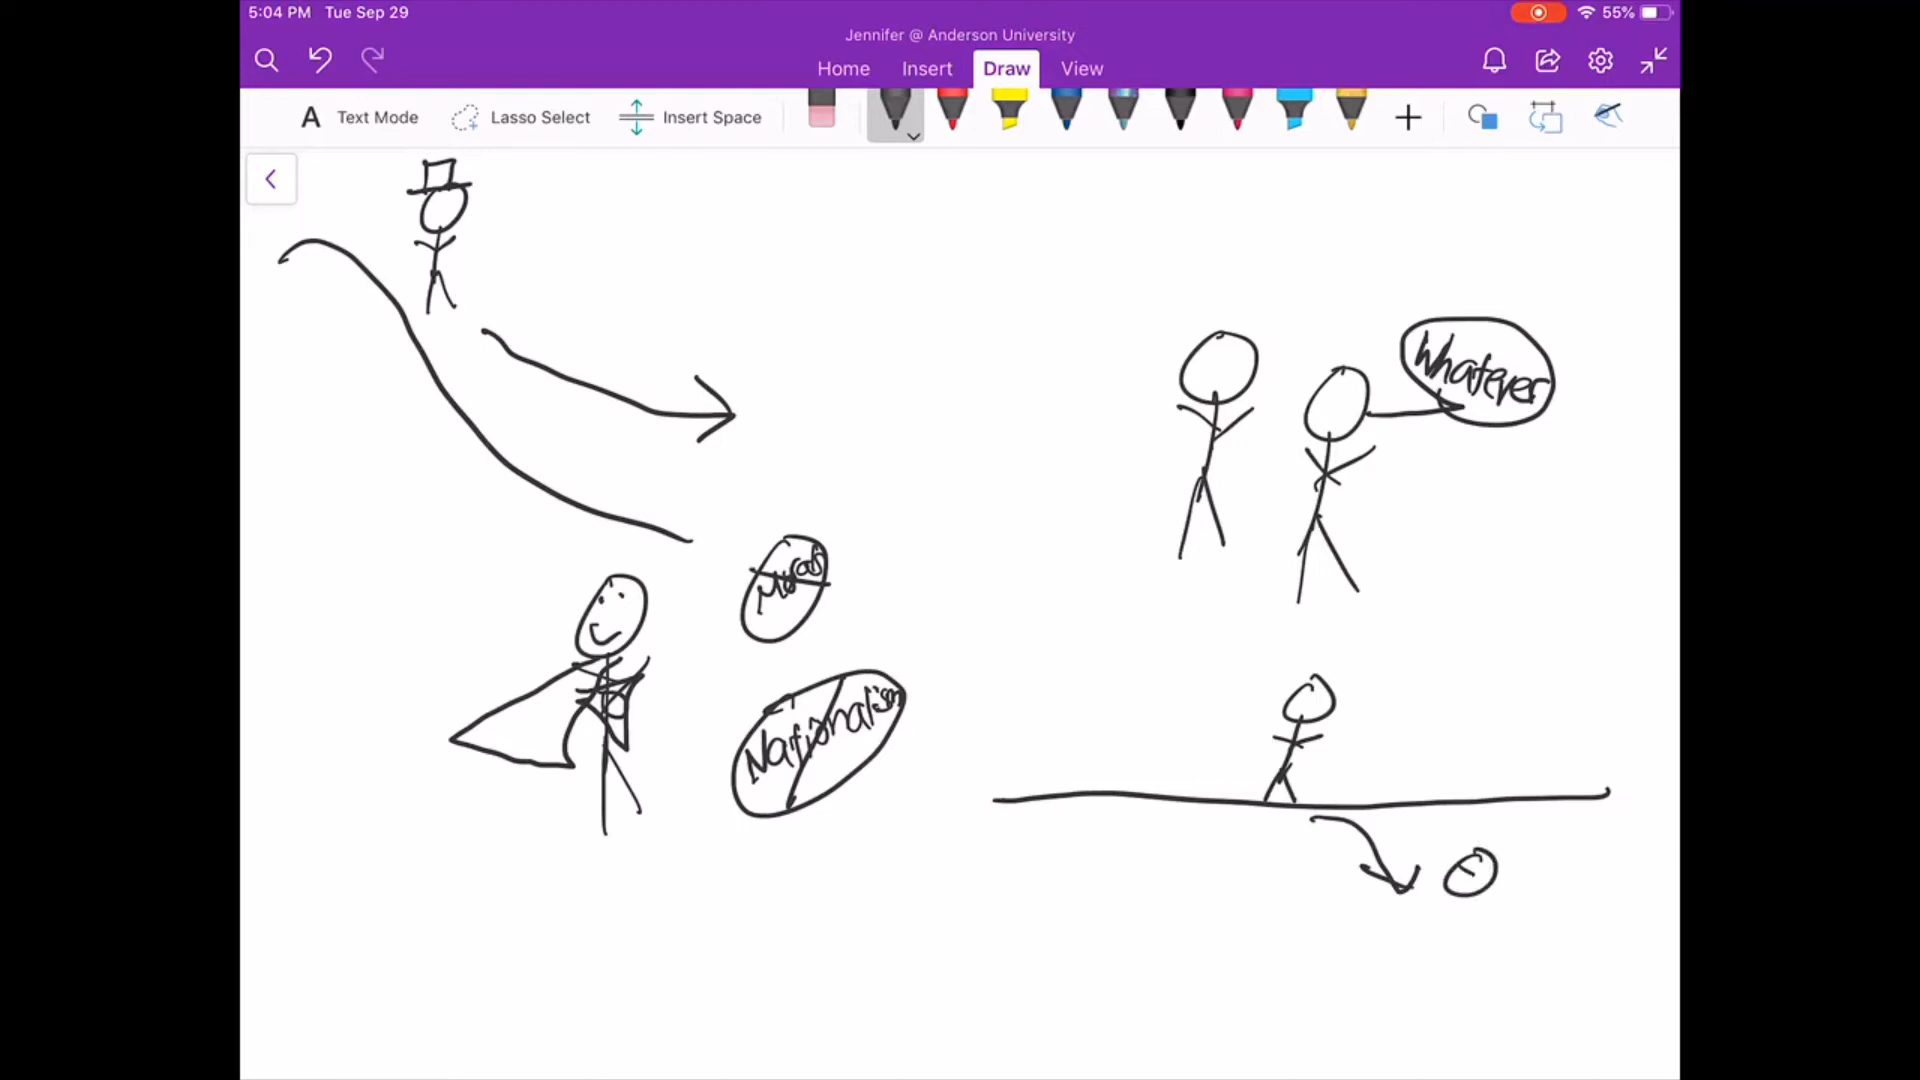 5:04 PM Tue Sep 29
55%
Jennifer @ Anderson University
Home Insert Draw View
A Text Mode Lasso Select Insert Space
Whatever
Morals
Nationalism